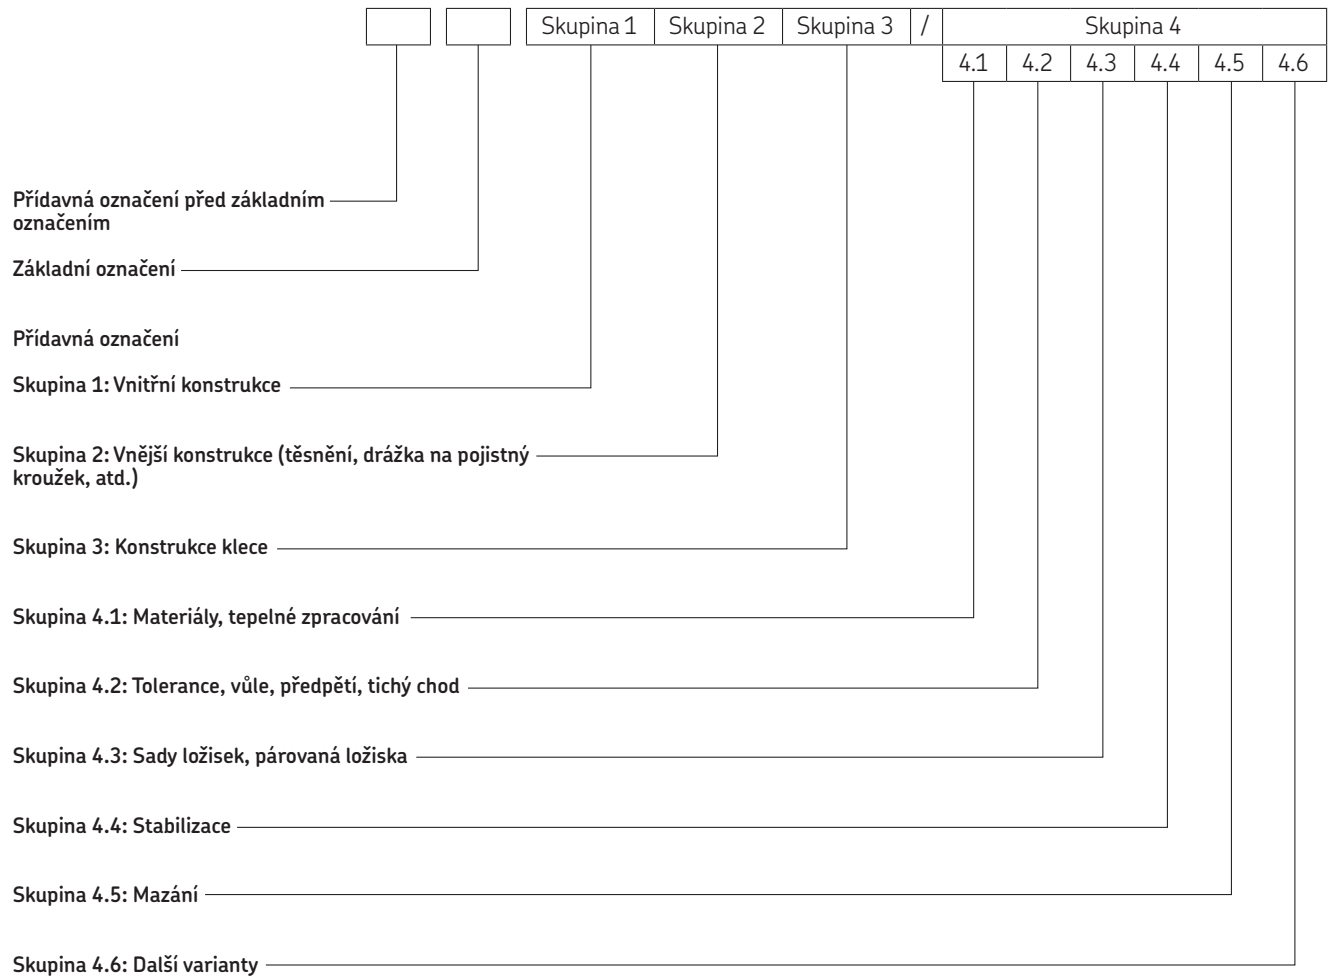 Skupina 1 Skupina 2 Skupina 3 / Skupina 4
4.1 4.2 4.3 4.4 4.5 4.6
Přídavná označení před základním
označením
Základní označení
Přídavná označení
Skupina 1: Vnitřní konstrukce
Skupina 2: Vnější konstrukce (těsnění, drážka na pojistný
kroužek, atd.)
Skupina 3: Konstrukce klece
Skupina 4.1: Materiály, tepelné zpracování
Skupina 4.2: Tolerance, vůle, předpětí, tichý chod
Skupina 4.3: Sady ložisek, párovaná ložiska
Skupina 4.4: Stabilizace
Skupina 4.5: Mazání
Skupina 4.6: Další varianty